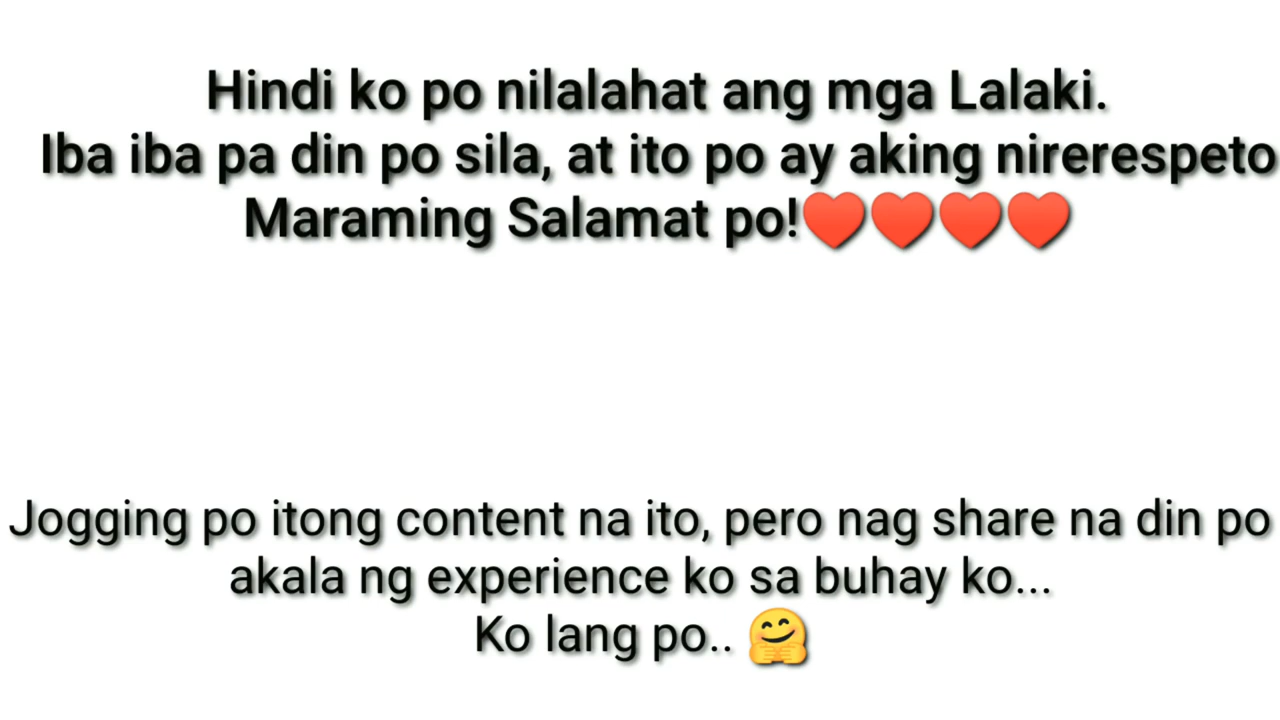 Hindi ko po nilalahat ang mga Lalaki.
Iba iba pa din po sila, at ito po ay aking nirerespeto
Maraming Salamat po!♥️♥️♥️♥️
Jogging po itong content na ito, pero nag share na din po
akala ng experience ko sa buhay ko...
Ko lang po.. 🤗